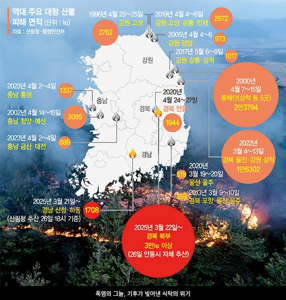 역대 주요 대형 산불
피해 면적 (단위 : ha)
자료 : 산림청·행정안전부
1996년 4월 23~25일
강원 고성
3762
2019년 4월 4~6일
강원 고성·강릉·인제
2872
2004년 4월 6~10일
강원
973
2017년 5월 6~9일
강원 강릉·삼척
1017
2000년
4월 7~15일
동해안(삼척 등 5곳)
2만3794
2023년 4월 2~4일
충남 홍성
1337
강원
2020년
4월 24~27일
경북 안동
1944
2002년 4월 14~15일
충남 청양·예산
3095
충남
경북
2022년
3월 4~13일
경북 울진·강원 삼척
1만6302
2023년 4월 2~4일
충남 금산·대전
889
2020년
3월 19~20일
울산 울주
2013년 3월 9~10일
경북 포항·울산 울주
경남
2025년 3월 21일~
경남 산청·하동
(산림청 추산 26일 18시 기준)
1708
2025년 3월 22일~
경북 북부
3만ha 이상
(26일 안동시 자체 추산)
폭염의 그늘, 기후가 빚어낸 식탁의 위기